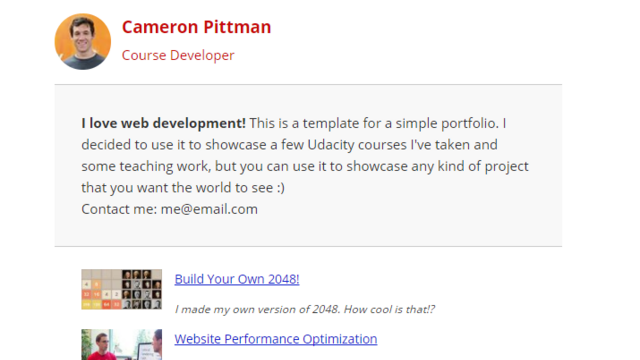 Cameron Pittman
Course Developer
I love web development! This is a template for a simple portfolio. I
decided to use it to showcase a few Udacity courses I've taken and
some teaching work, but you can use it to showcase any kind of project
that you want the world to see :)
Contact me: me@email.com
Build Your Own 2048!
I made my own version of 2048. How cool is that!?
Website Performance Optimization